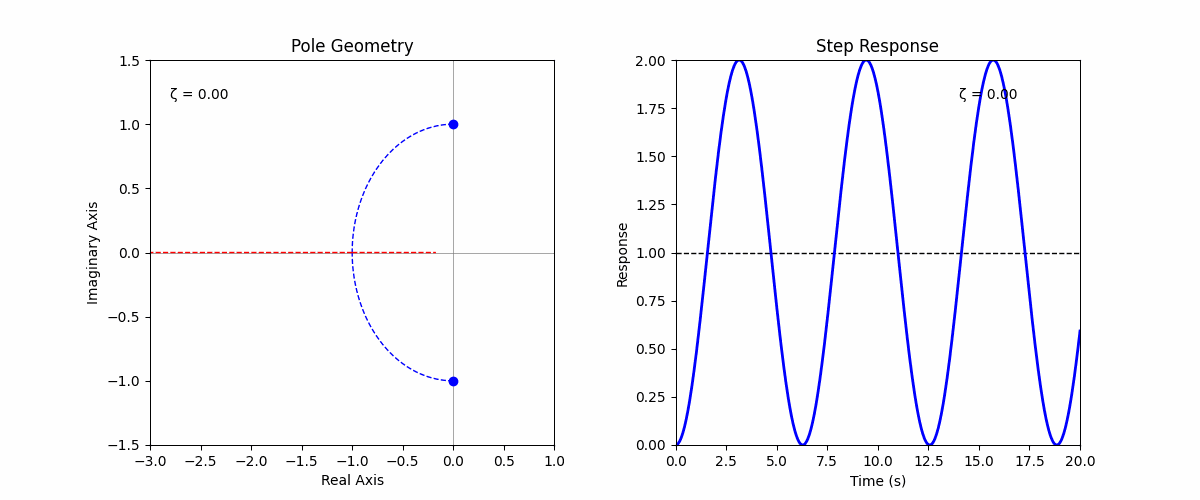 Pole Geometry
ζ = 0.00
1.5
1.0
0.5
0.0
−0.5
−1.0
−1.5
Imaginary Axis
−3.0 −2.5 −2.0 −1.5 −1.0 −0.5 0.0 0.5 1.0
Real Axis
Step Response
ζ = 0.00
2.00
1.75
1.50
1.25
1.00
0.75
0.50
0.25
0.00
Response
0.0 2.5 5.0 7.5 10.0 12.5 15.0 17.5 20.0
Time (s)